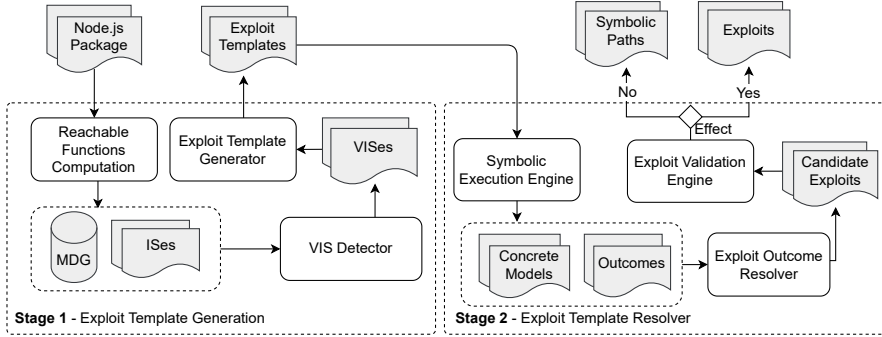 Node.js
Package
Exploit
Templates
Symbolic
Paths
Exploits
No
Yes
Effect
Reachable
Functions
Computation
Exploit Template
Generator
VISes
Symbolic
Execution Engine
Exploit Validation
Engine
Candidate
Exploits
MDG
ISes
VIS Detector
Concrete
Models
Outcomes
Exploit Outcome
Resolver
Stage 1 - Exploit Template Generation
Stage 2 - Exploit Template Resolver